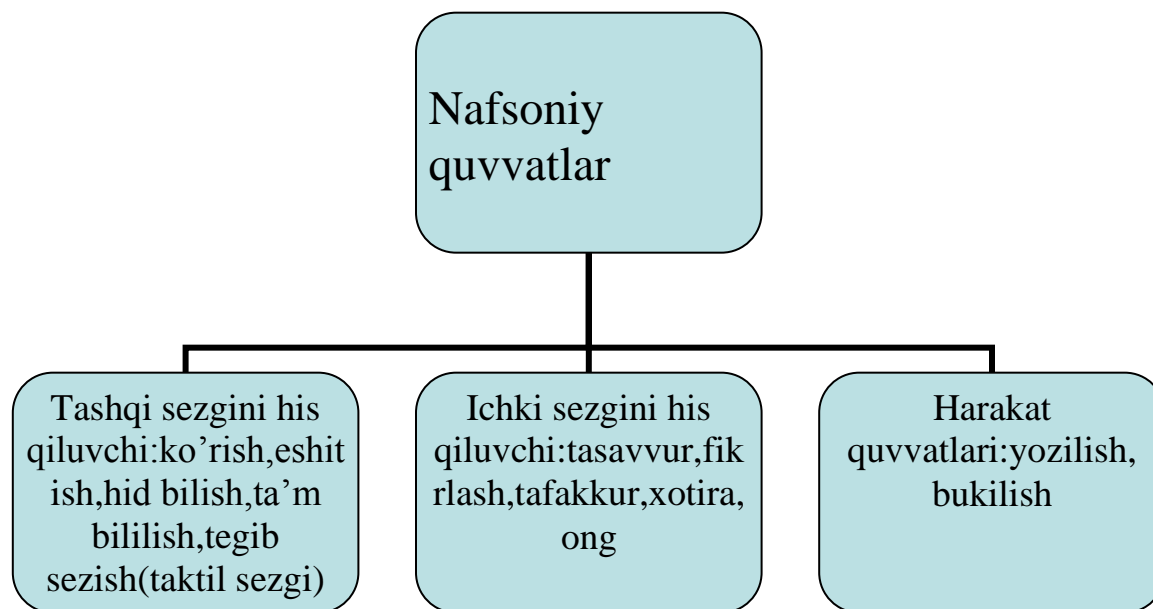 Nafsoniy
quvvatlar
Tashqi sezgini his
qiluvchi:ko’rish,eshit
ish,hid bilish,ta’m
bililish,tegib
sezish(taktil sezgi)
Ichki sezgini his
qiluvchi:tasavvur,fik
rlash,tafakkur,xotira,
ong
Harakat
quvvatlari:yozilish,
bukilish